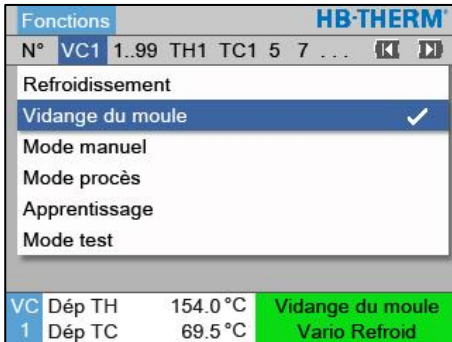 Fonctions HB-THERM®
N° VC1 1..99 TH1 TC1 5 7 ...
Refroidissement
Vidange du moule
Mode manuel
Mode procès
Apprentissage
Mode test
VC Dép TH 154.0 °C Vidange du moule
1 Dép TC 69.5 °C Vario Refroid